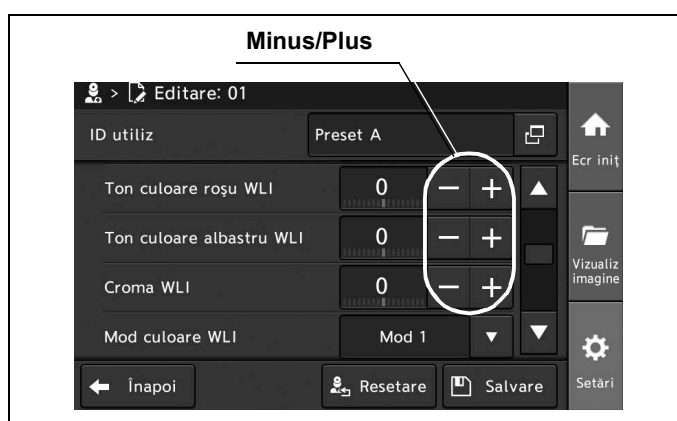 Minus/Plus
> Editare: 01
ID utiliz Preset A
Ecr iniţ
Ton culoare roşu WLI 0 − +
Ton culoare albastru WLI 0 − +
Vizualiz
imagine
Croma WLI 0 − +
Mod culoare WLI Mod 1
Înapoi Resetare Salvare
Setări